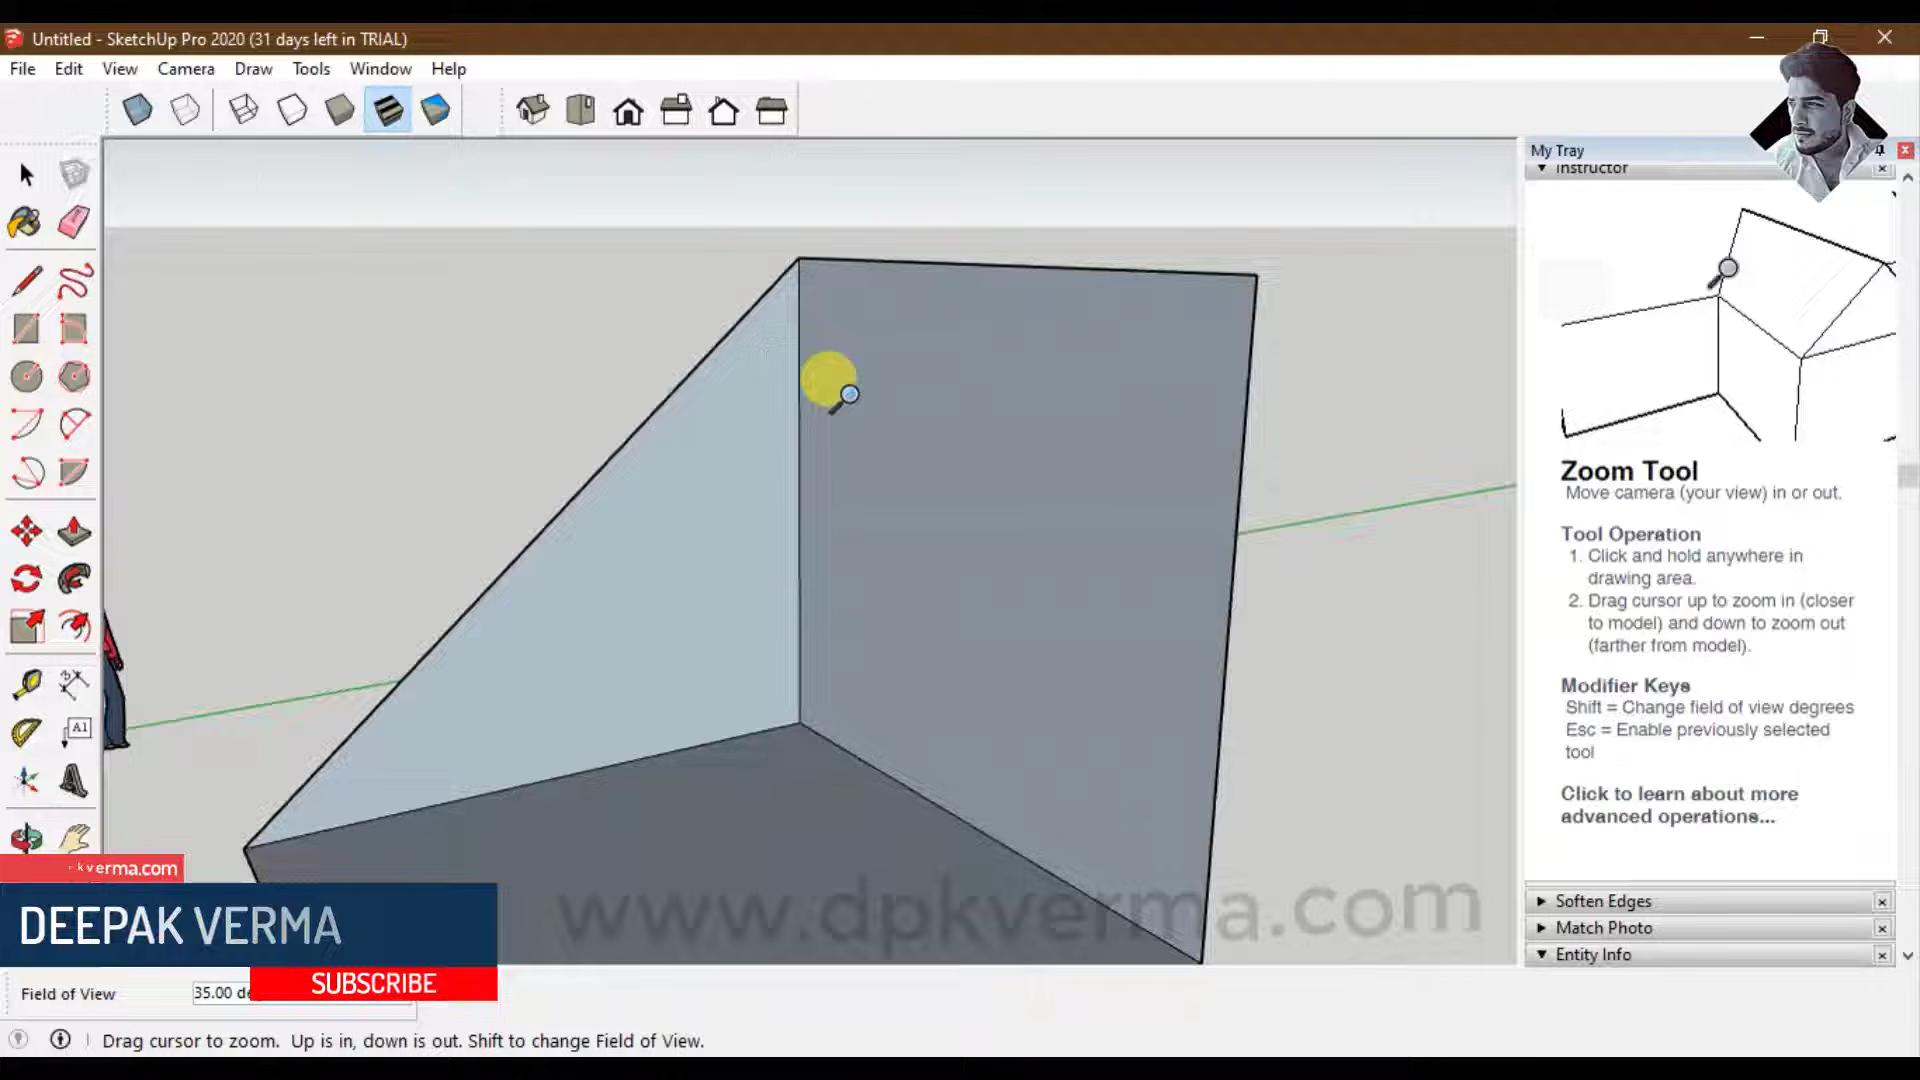 Untitled - SketchUp Pro 2020 (31 days left in TRIAL)
File Edit View Camera Draw Tools Window Help
My Tray
Instructor
Zoom Tool
Move camera (your view) in or out.
Tool Operation
1. Click and hold anywhere in
drawing area.
2. Drag cursor up to zoom in (closer
to model) and down to zoom out
(farther from model).
Modifier Keys
Shift = Change field of view degrees
Esc = Enable previously selected
tool
Click to learn about more
advanced operations...
A1
kverma.com
DEEPAK VERMA
SUBSCRIBE
www.dpkverma.com
Soften Edges
Match Photo
Entity Info
Field of View 35.00
Drag cursor to zoom. Up is in, down is out. Shift to change Field of View.